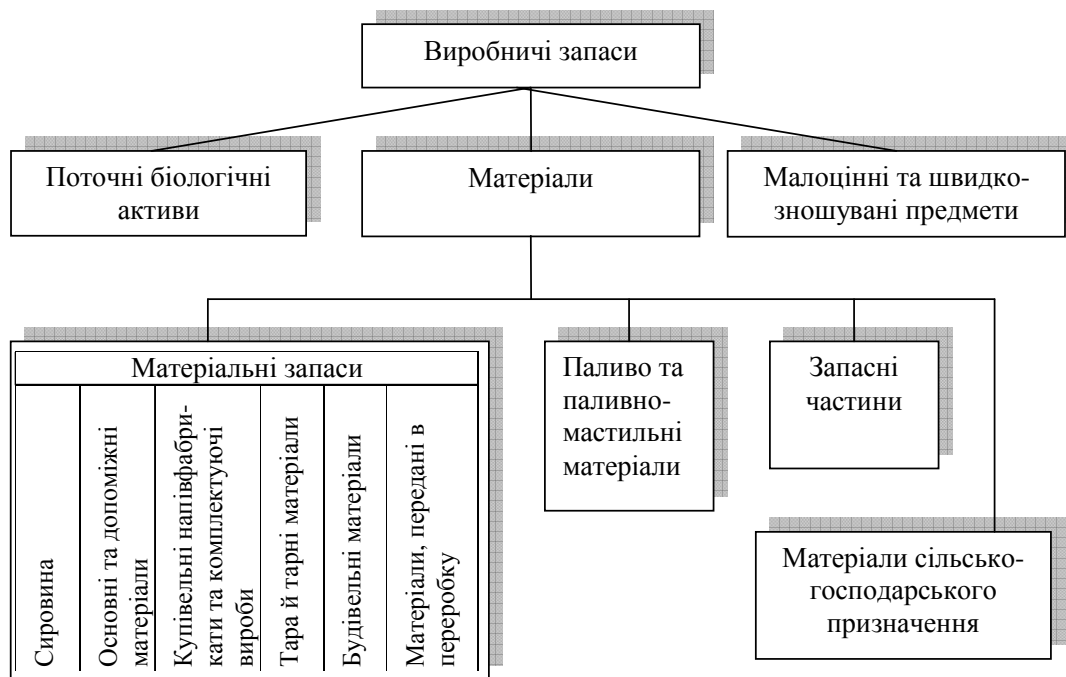 Виробничі запаси
Поточні біологічні
активи
Матеріали
Малоцінні та швидко-
зношувані предмети
Матеріальні запаси
Сировина
Основні та допоміжні
матеріали
Купівельні напівфабри-
кати та комплектуючі
вироби
Тара й тарні матеріали
Будівельні матеріали
Матеріали, передані в
переробку
Паливо та
паливно-
мастильні
матеріали
Запасні
частини
Матеріали сільсько-
господарського
призначення